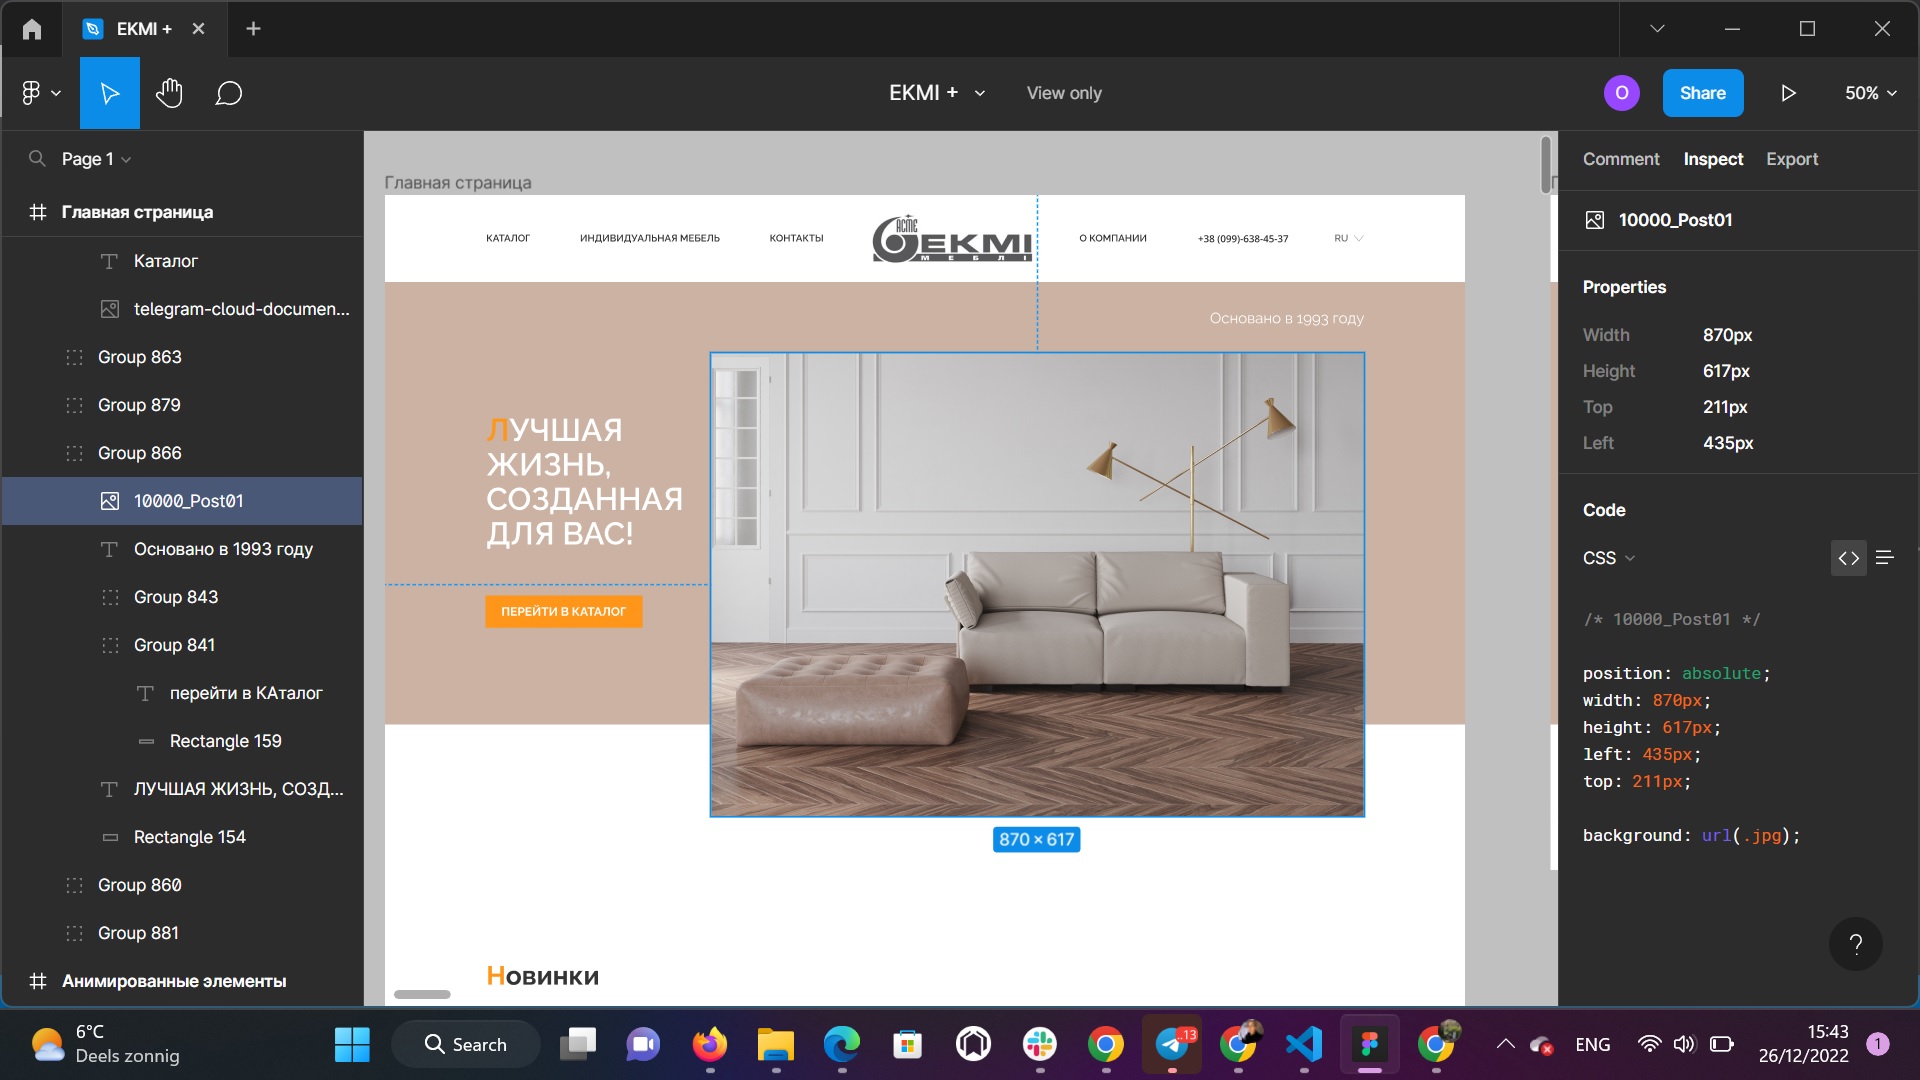 EKMI +
EKMI +
View only
O
Share
50%
Page 1
Главная страница
Каталог
telegram-cloud-documen...
Group 863
Group 879
Group 866
10000_Post01
Основано в 1993 году
Group 843
Group 841
перейти в КАталог
Rectangle 159
ЛУЧШАЯ ЖИЗНЬ, СОЗД...
Rectangle 154
Group 860
Group 881
Анимированные элементы
Главная страница
КАТАЛОГ
ИНДИВИДУАЛЬНАЯ МЕБЕЛЬ
КОНТАКТЫ
ACME
EKMI
МЕБЛІ
О КОМПАНИИ
+38 (099)-638-45-37
RU
Основано в 1993 году
ЛУЧШАЯ
ЖИЗНЬ,
СОЗДАННАЯ
ДЛЯ ВАС!
ПЕРЕЙТИ В КАТАЛОГ
870 × 617
Новинки
Comment
Inspect
Export
10000_Post01
Properties
Width 870px
Height 617px
Top 211px
Left 435px
Code
CSS
/* 10000_Post01 */
position: absolute;
width: 870px;
height: 617px;
left: 435px;
top: 211px;
background: url(.jpg);
?
6°C
Deels zonnig
Search
..13
ENG
15:43
26/12/2022
1